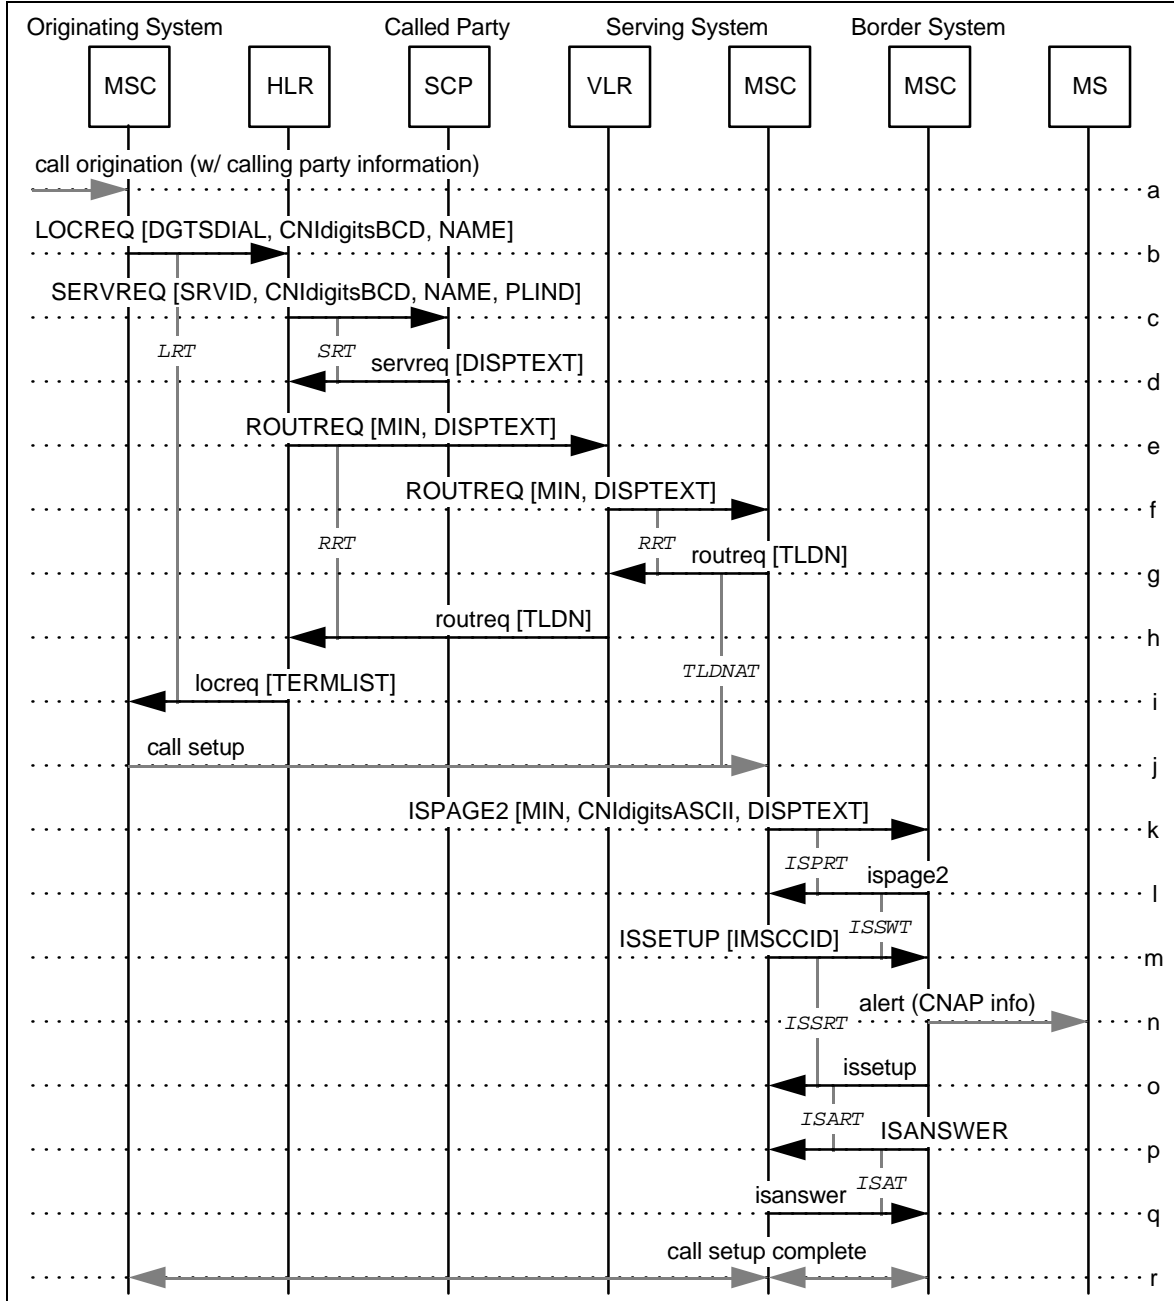 Originating System Called Party Serving System Border System
MSC HLR SCP VLR MSC MSC MS
call origination (w/ calling party information)
a
LOCREQ [DGTSDIAL, CNIdigitsBCD, NAME]
b
SERVREQ [SRVID, CNIdigitsBCD, NAME, PLIND]
c
LRT SRT
servreq [DISPTEXT]
d
ROUTREQ [MIN, DISPTEXT]
e
ROUTREQ [MIN, DISPTEXT]
f
RRT RRT
routreq [TLDN]
g
routreq [TLDN]
h
TLDNAT
locreq [TERMLIST]
i
call setup
j
ISPAGE2 [MIN, CNIdigitsASCII, DISPTEXT]
k
ISPRT
ispage2
l
ISSWT
ISSETUP [IMSCCID]
m
alert (CNAP info)
ISSRT
n
issetup
o
ISART
ISANSWER
p
ISAT
isanswer
q
call setup complete
r